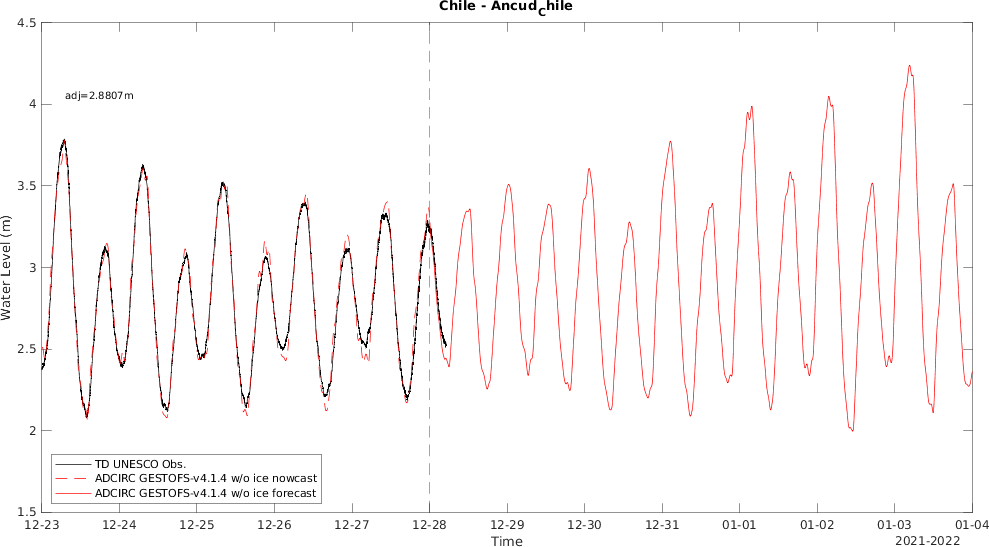 Chile - Ancud_Chile
4.5
4
3.5
3
2.5
2
1.5
Water Level (m)
adj=2.8807m
TD UNESCO Obs.
ADCIRC GESTOFS-v4.1.4 w/o ice nowcast
ADCIRC GESTOFS-v4.1.4 w/o ice forecast
12-23 12-24 12-25 12-26 12-27 12-28 12-29 12-30 12-31 01-01 01-02 01-03 01-04
Time
2021-2022